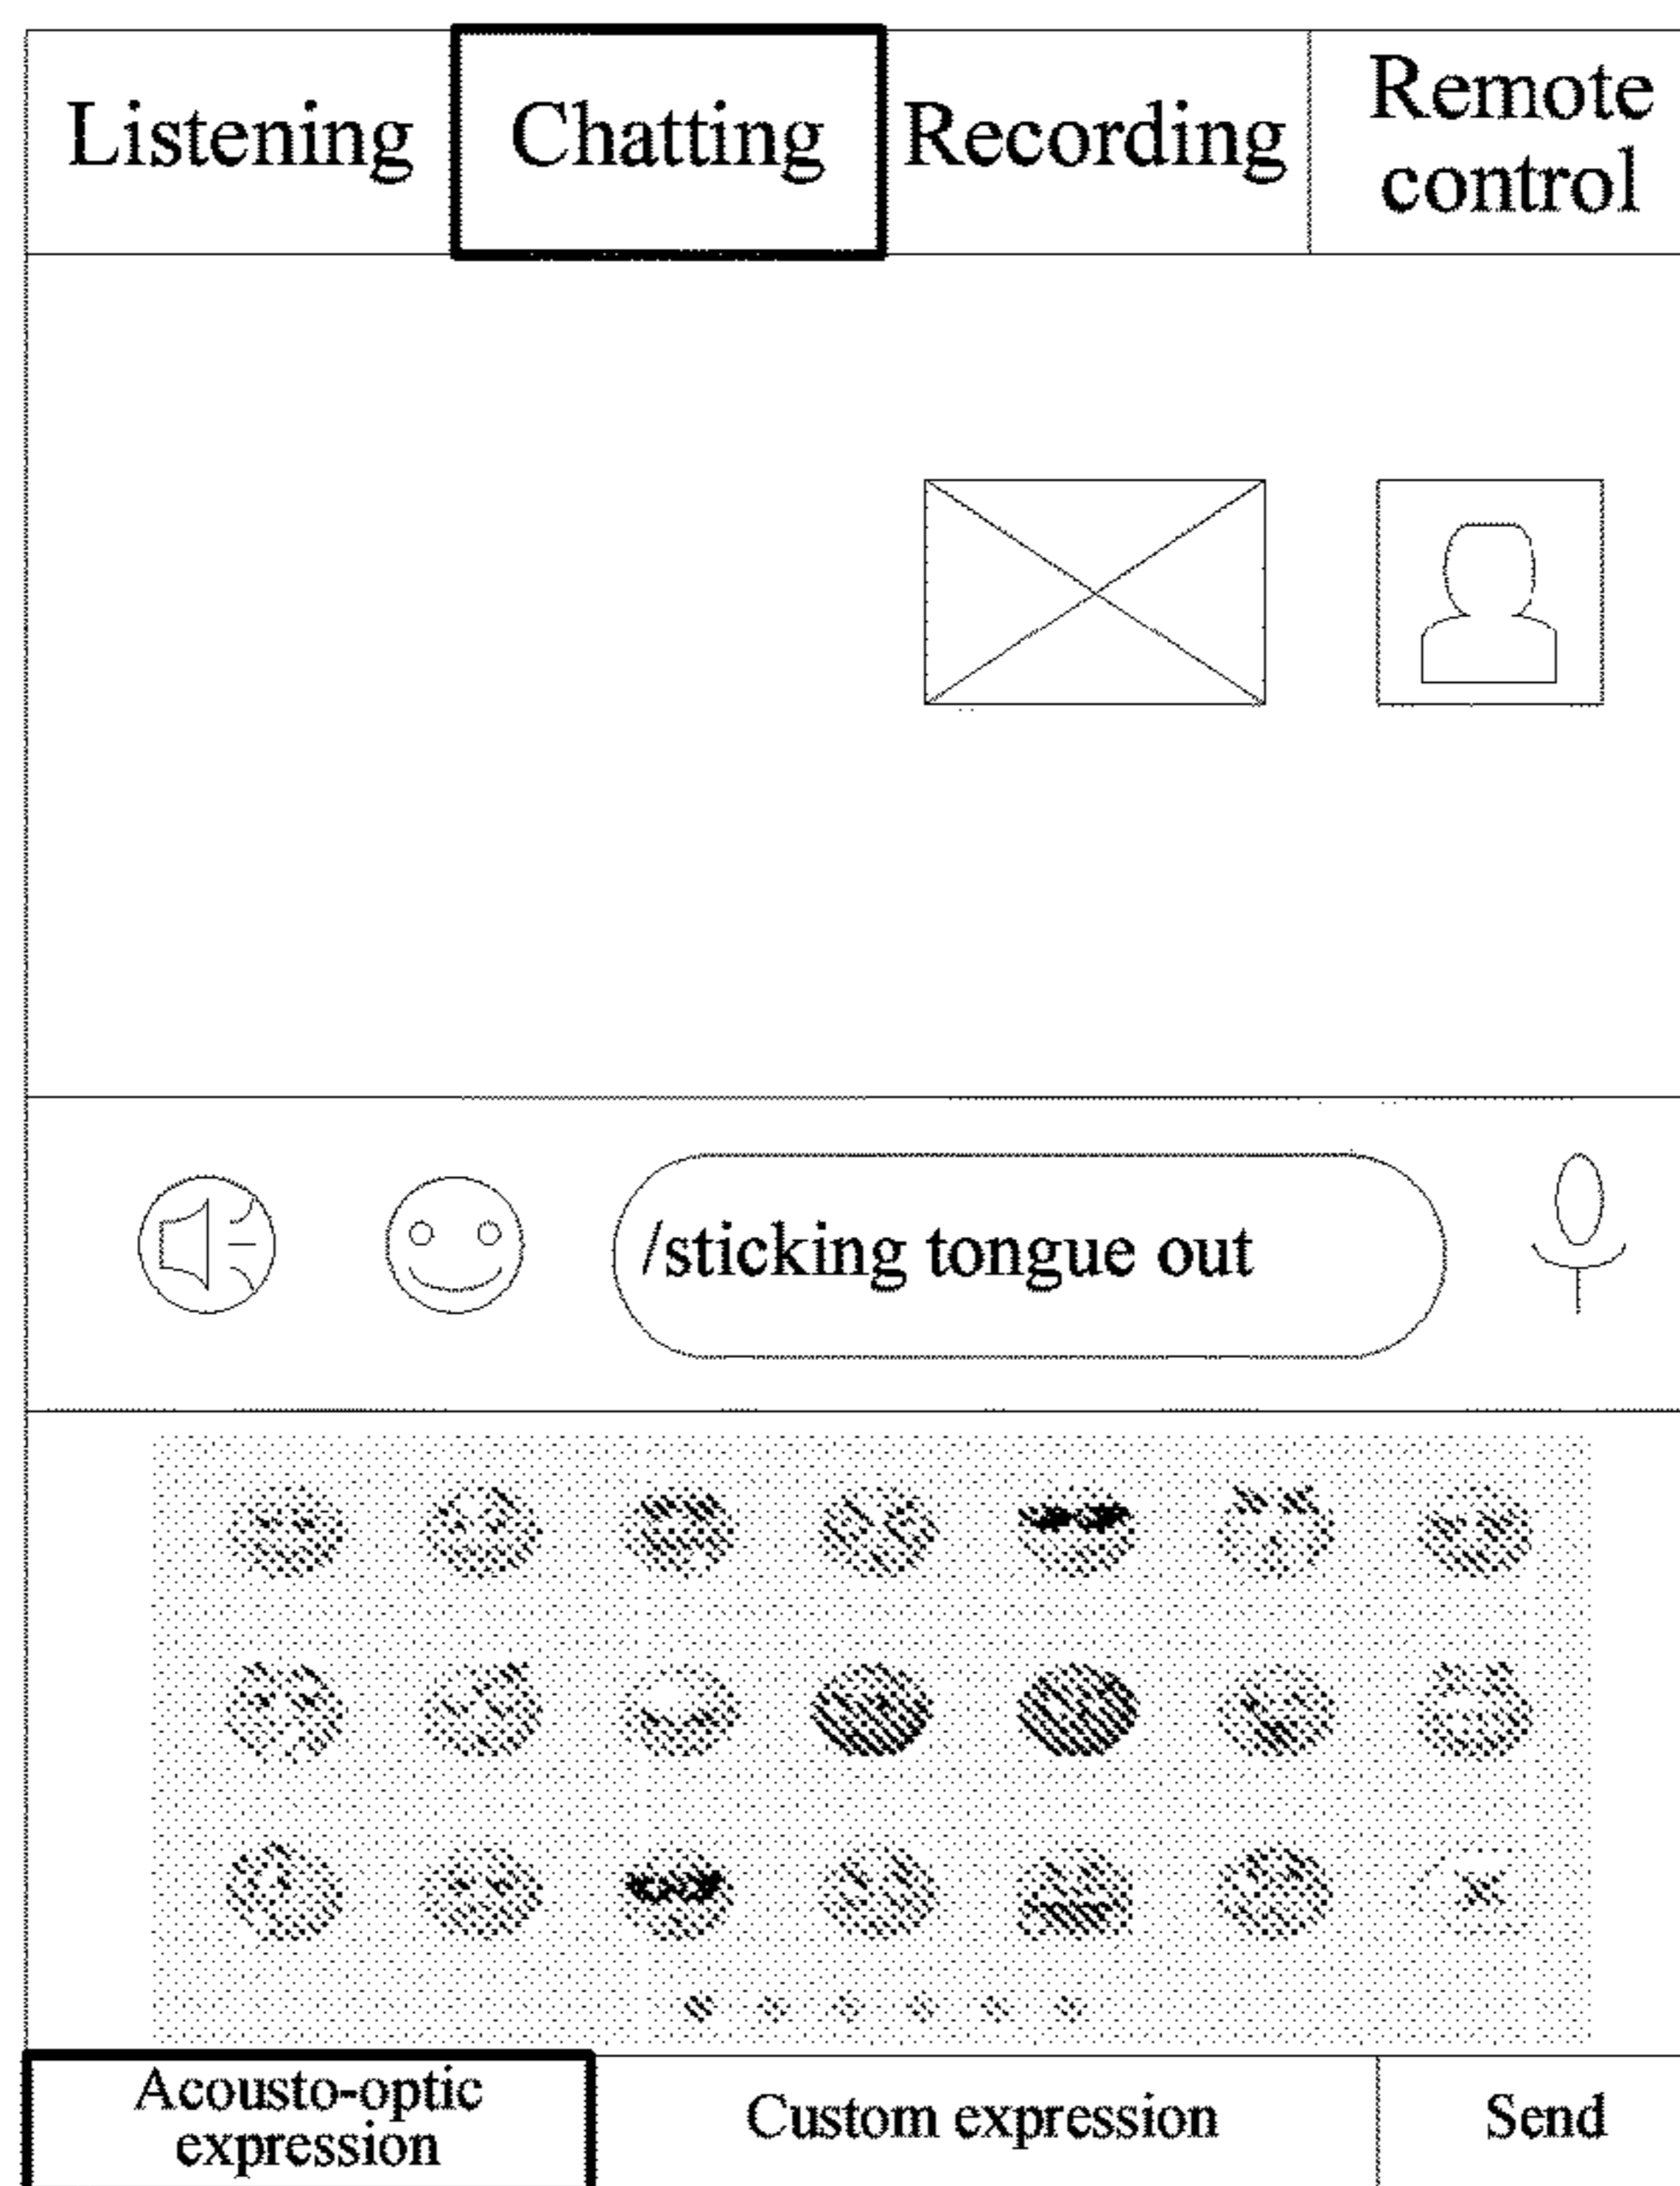 Listening Chatting Recording Remote
control
/sticking tongue out
Acousto-optic
expression
Custom expression
Send